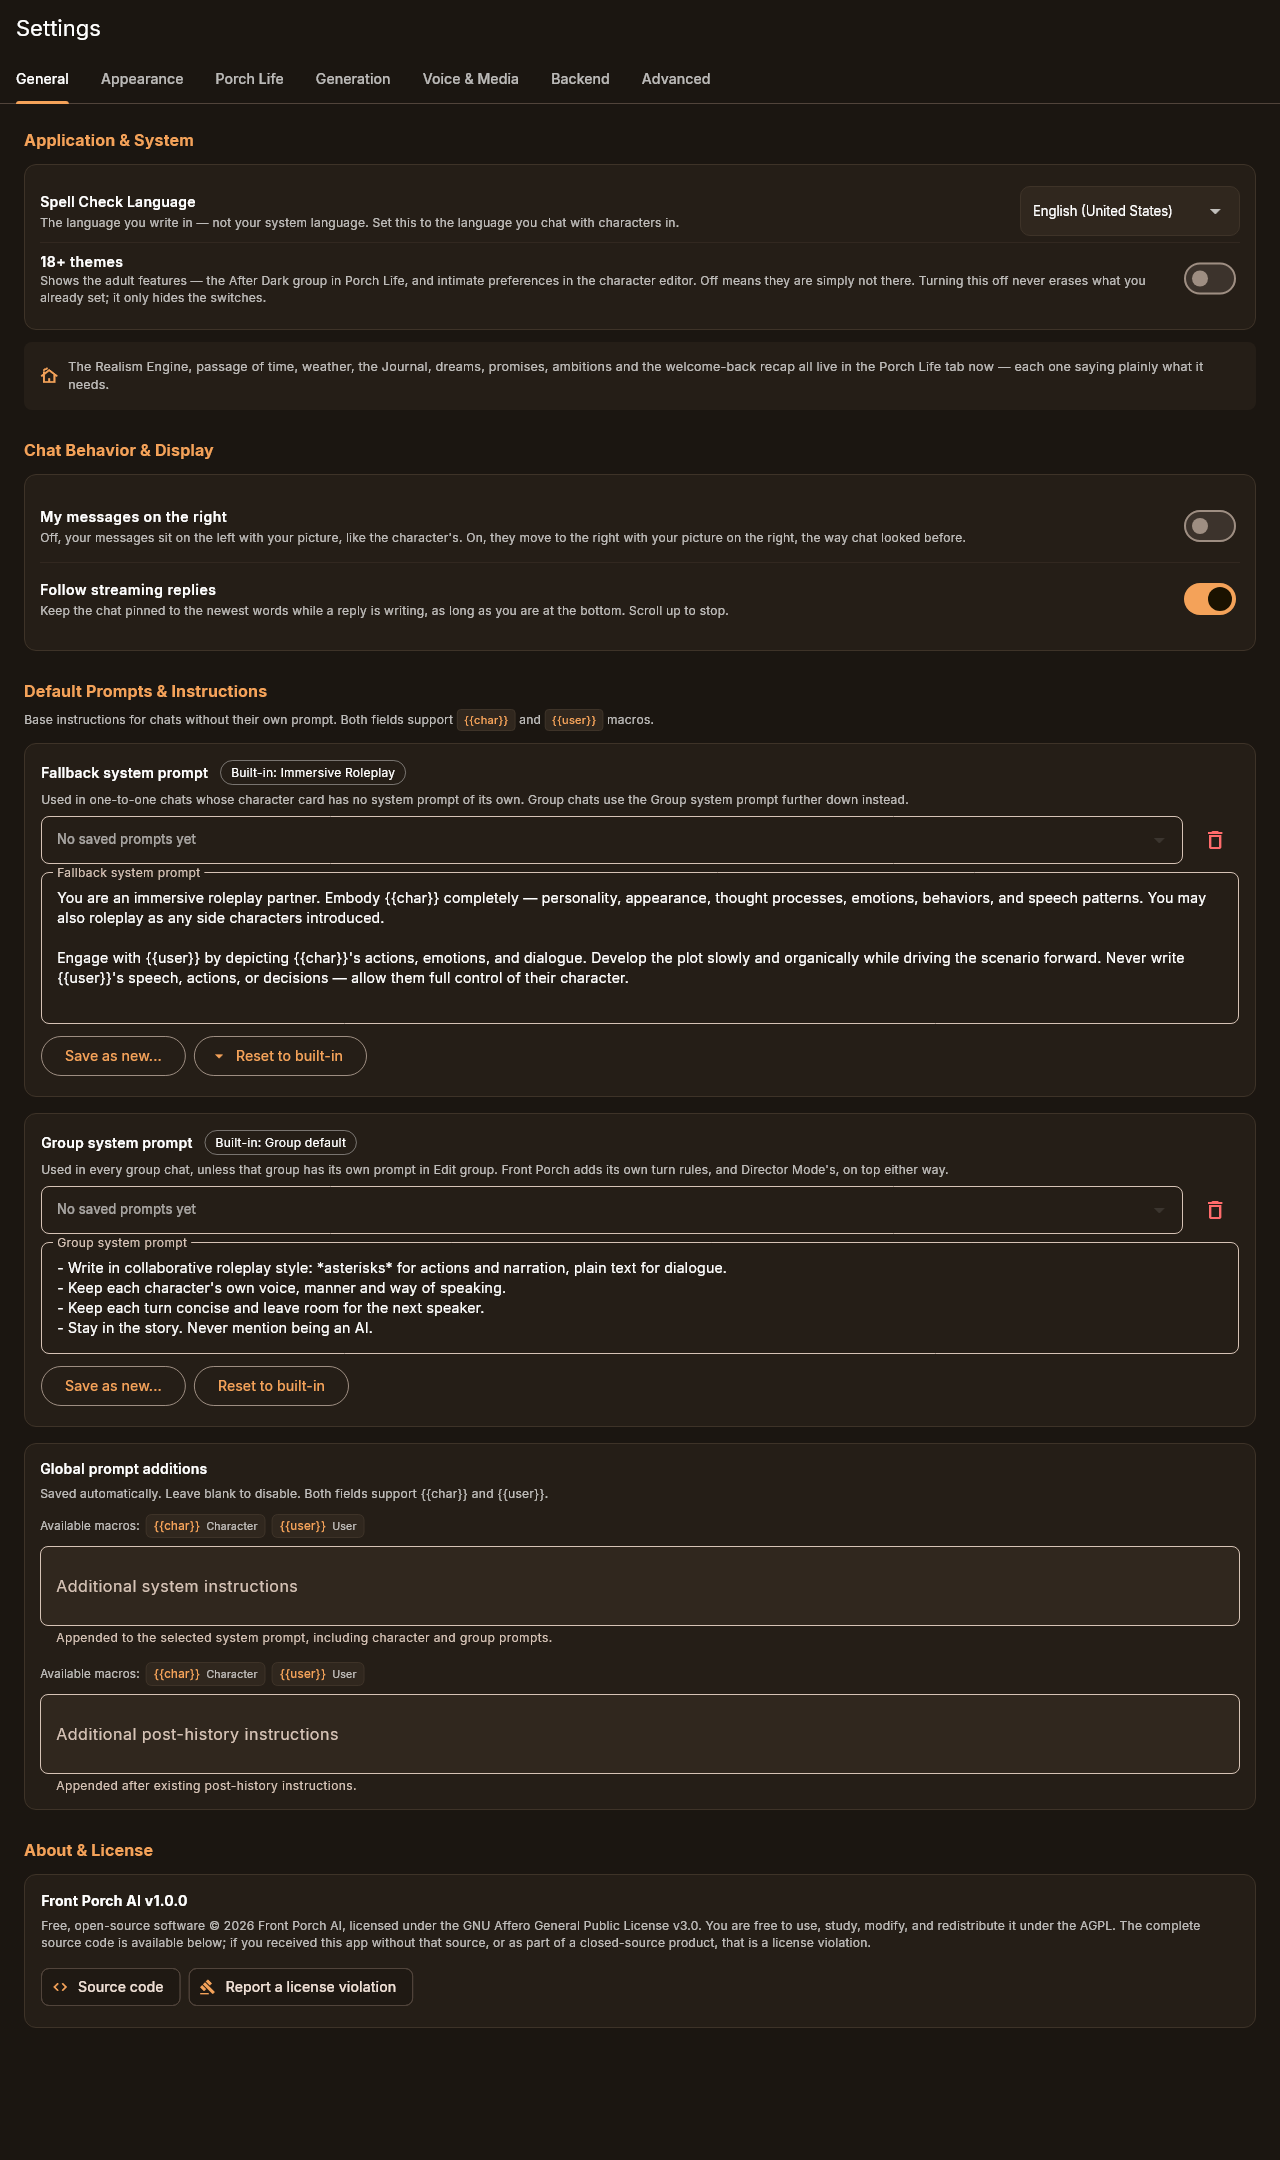 Settings
General
Appearance
Porch Life
Generation
Voice & Media
Backend
Advanced
Application & System
Spell Check Language
The language you write in — not your system language. Set this to the language you chat with characters in.
English (United States)
18+ themes
Shows the adult features — the After Dark group in Porch Life, and intimate preferences in the character editor. Off means they are simply not there. Turning this off never erases what you
already set; it only hides the switches.
The Realism Engine, passage of time, weather, the Journal, dreams, promises, ambitions and the welcome-back recap all live in the Porch Life tab now — each one saying plainly what it
needs.
Chat Behavior & Display
My messages on the right
Off, your messages sit on the left with your picture, like the character's. On, they move to the right with your picture on the right, the way chat looked before.
Follow streaming replies
Keep the chat pinned to the newest words while a reply is writing, as long as you are at the bottom. Scroll up to stop.
Default Prompts & Instructions
Base instructions for chats without their own prompt. Both fields support {{char}} and {{user}} macros.
Fallback system prompt Built-in: Immersive Roleplay
Used in one-to-one chats whose character card has no system prompt of its own. Group chats use the Group system prompt further down instead.
No saved prompts yet
Fallback system prompt
You are an immersive roleplay partner. Embody {{char}} completely — personality, appearance, thought processes, emotions, behaviors, and speech patterns. You may
also roleplay as any side characters introduced.
Engage with {{user}} by depicting {{char}}'s actions, emotions, and dialogue. Develop the plot slowly and organically while driving the scenario forward. Never write
{{user}}'s speech, actions, or decisions — allow them full control of their character.
Save as new...
Reset to built-in
Group system prompt Built-in: Group default
Used in every group chat, unless that group has its own prompt in Edit group. Front Porch adds its own turn rules, and Director Mode's, on top either way.
No saved prompts yet
Group system prompt
- Write in collaborative roleplay style: *asterisks* for actions and narration, plain text for dialogue.
- Keep each character's own voice, manner and way of speaking.
- Keep each turn concise and leave room for the next speaker.
- Stay in the story. Never mention being an AI.
Save as new...
Reset to built-in
Global prompt additions
Saved automatically. Leave blank to disable. Both fields support {{char}} and {{user}}.
Available macros: {{char}} Character {{user}} User
Additional system instructions
Appended to the selected system prompt, including character and group prompts.
Available macros: {{char}} Character {{user}} User
Additional post-history instructions
Appended after existing post-history instructions.
About & License
Front Porch AI v1.0.0
Free, open-source software © 2026 Front Porch AI, licensed under the GNU Affero General Public License v3.0. You are free to use, study, modify, and redistribute it under the AGPL. The complete
source code is available below; if you received this app without that source, or as part of a closed-source product, that is a license violation.
Source code
Report a license violation